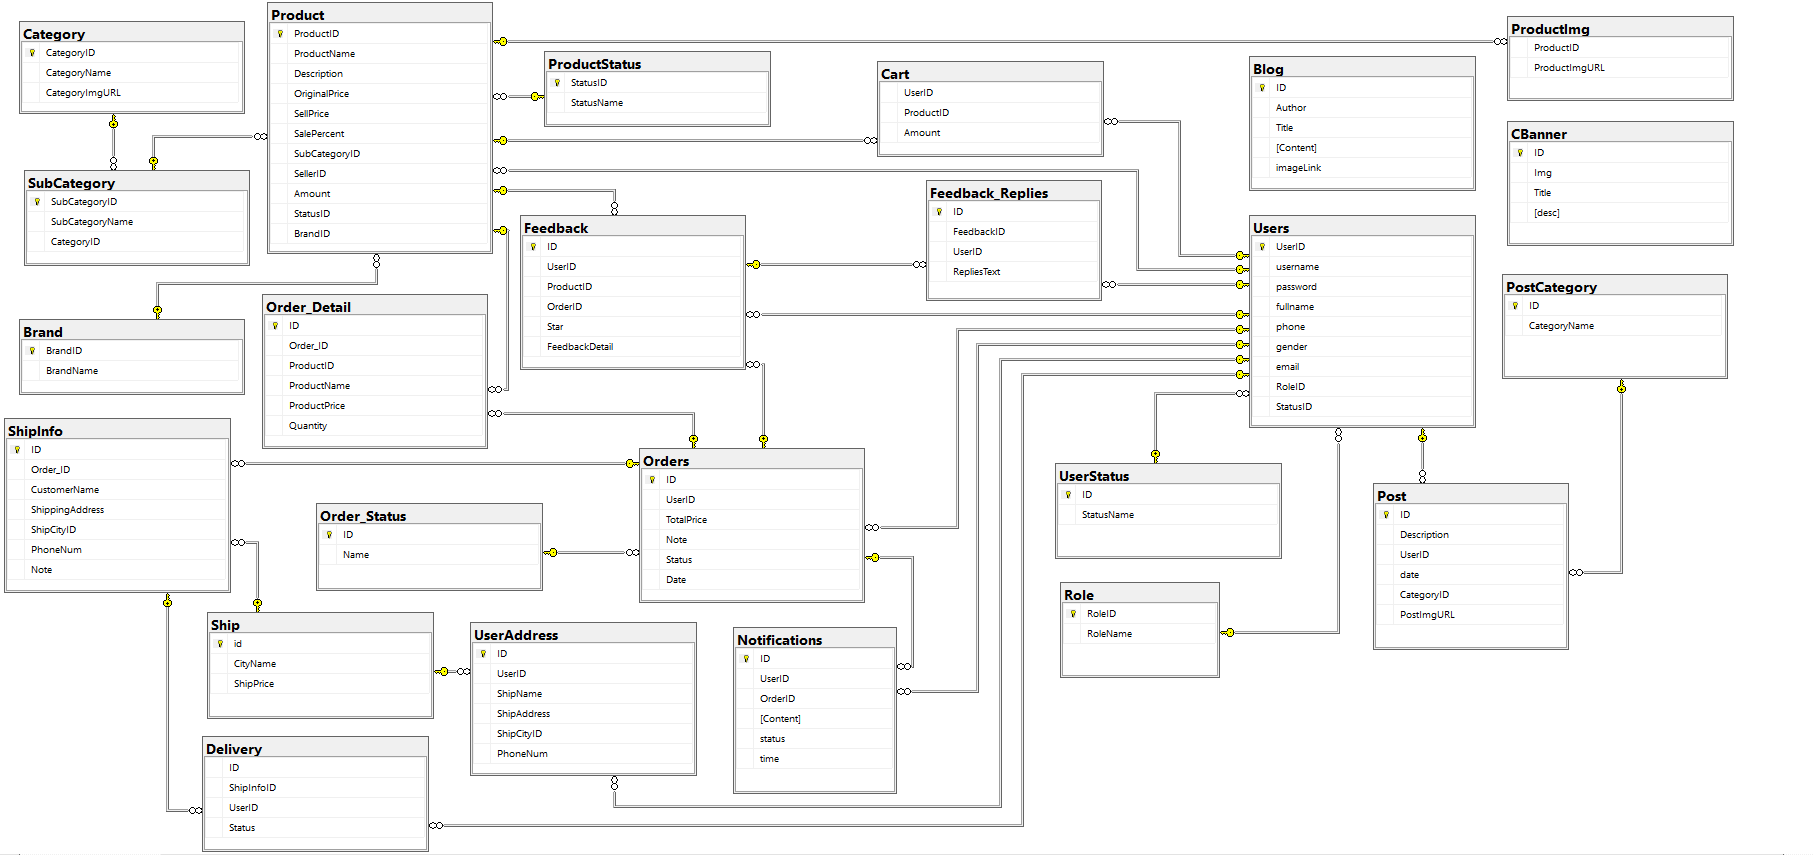 Category
CategoryID
CategoryName
CategoryImgURL
Product
ProductID
ProductName
Description
OriginalPrice
SellPrice
SalePercent
SubCategoryID
SellerID
Amount
StatusID
BrandID
ProductStatus
StatusID
StatusName
Cart
UserID
ProductID
Amount
Blog
ID
Author
Title
[Content]
imageLink
ProductImg
ProductID
ProductImgURL
CBanner
ID
Img
Title
[desc]
SubCategory
SubCategoryID
SubCategoryName
CategoryID
Feedback
ID
UserID
ProductID
OrderID
Star
FeedbackDetail
Feedback_Replies
ID
FeedbackID
UserID
RepliesText
Users
UserID
username
password
fullname
phone
gender
email
RoleID
StatusID
PostCategory
ID
CategoryName
Brand
BrandID
BrandName
Order_Detail
ID
Order_ID
ProductID
ProductName
ProductPrice
Quantity
ShipInfo
ID
Order_ID
CustomerName
ShippingAddress
ShipCityID
PhoneNum
Note
Order_Status
ID
Name
Orders
ID
UserID
TotalPrice
Note
Status
Date
UserStatus
ID
StatusName
Post
ID
Description
UserID
date
CategoryID
PostImgURL
Role
RoleID
RoleName
Ship
id
CityName
ShipPrice
UserAddress
ID
UserID
ShipName
ShipAddress
ShipCityID
PhoneNum
Notifications
ID
UserID
OrderID
[Content]
status
time
Delivery
ID
ShipInfoID
UserID
Status